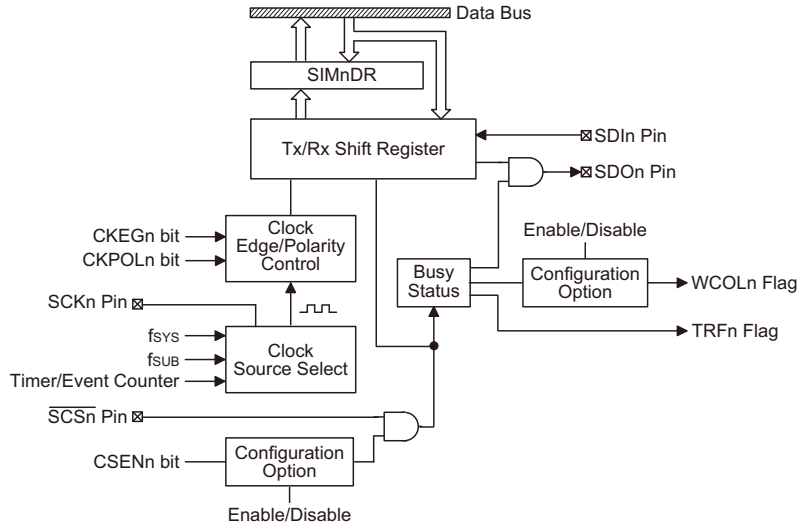 Data Bus
SIMnDR
Tx/Rx Shift Register
SDIn Pin
SDOn Pin
CKEGn bit
CKPOLn bit
Clock
Edge/Polarity
Control
Enable/Disable
Busy
Status
Configuration
Option
WCOLn Flag
TRFn Flag
SCKn Pin
fSYS
fSUB
Timer/Event Counter
Clock
Source Select
SCSn Pin
CSENn bit
Configuration
Option
Enable/Disable